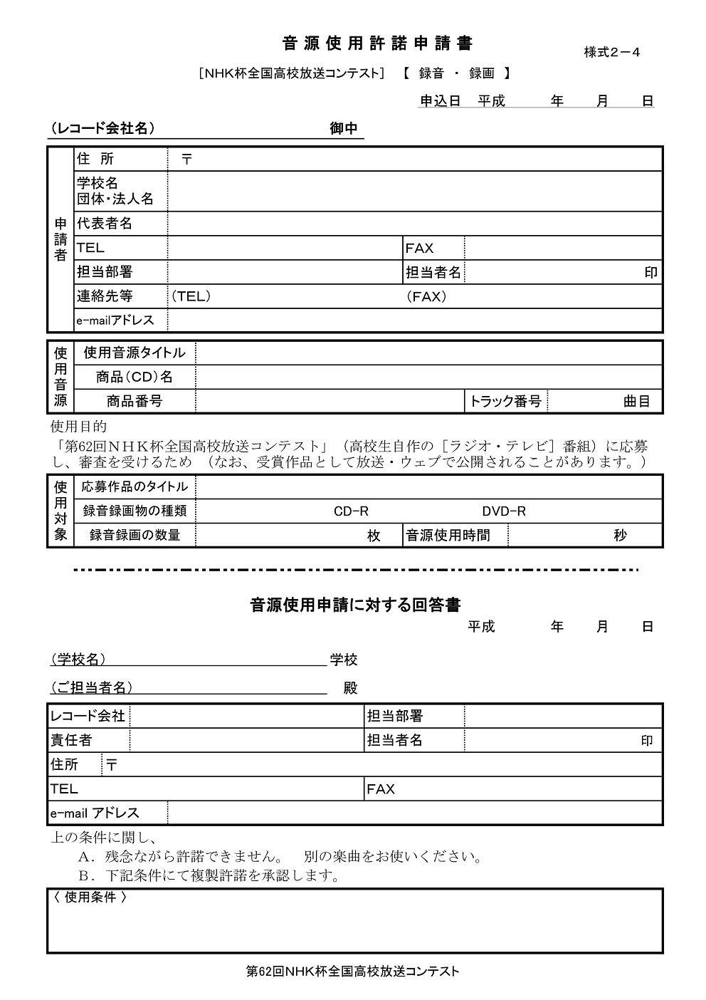 音源使用許諾申請書
様式２－４
［ＮＨＫ杯全国高校放送コンテスト］ 【 録音 ・ 録画 】
申込日 平成 年 月 日
（レコード会社名） 御中
申請者
住 所 〒
学校名
団体・法人名
代表者名
TEL FAX
担当部署 担当者名 印
連絡先等 （TEL） （FAX）
e-mailアドレス
使用音源
使用音源タイトル
商品（ＣＤ）名
商品番号 トラック番号 曲目
使用目的
「第62回ＮＨＫ杯全国高校放送コンテスト」（高校生自作の［ラジオ・テレビ］番組）に応募
し、審査を受けるため （なお、受賞作品として放送・ウェブで公開されることがあります。）
使用対象
応募作品のタイトル
録音録画物の種類 CD-R DVD-R
録音録画の数量 枚 音源使用時間 秒
音源使用申請に対する回答書
平成 年 月 日
（学校名） 学校
（ご担当者名） 殿
レコード会社 担当部署
責任者 担当者名 印
住所 〒
TEL FAX
e-mail アドレス
上の条件に関し、
Ａ．残念ながら許諾できません。 別の楽曲をお使いください。
Ｂ．下記条件にて複製許諾を承認します。
〈 使用条件 〉
第62回ＮＨＫ杯全国高校放送コンテスト